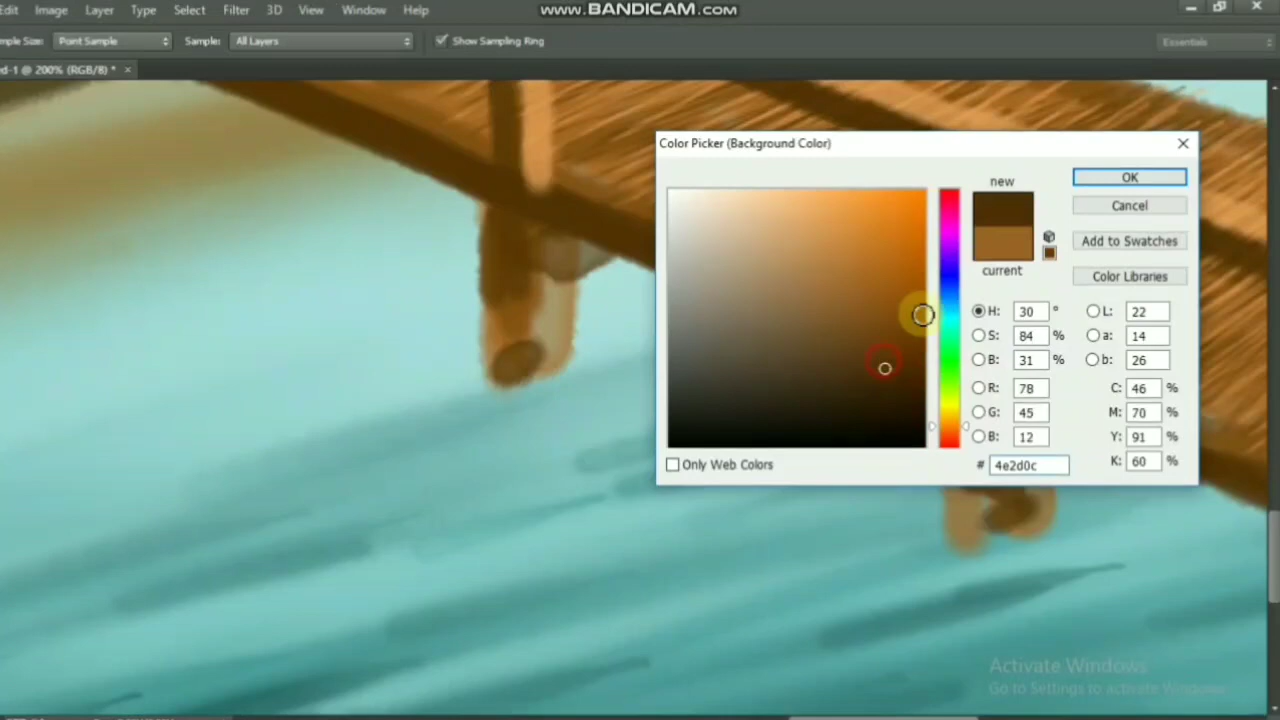 Edit Image Layer Type Select Filter 3D View Window Help
www.BANDICAM.com
Size: Point Sample Sample: All Layers Show Sampling Ring Essentials
d-1 @ 200% (RGB/8) * ×
Color Picker (Background Color)
new
current
OK
Cancel
Add to Swatches
Color Libraries
H: 30 ° L: 22
S: 84 % a: 14
B: 31 % b: 26
R: 78 C: 46 %
G: 45 M: 70 %
B: 12 Y: 91 %
# 4e2d0c K: 60 %
Only Web Colors
Activate Windows
Go to Settings to activate Windows.